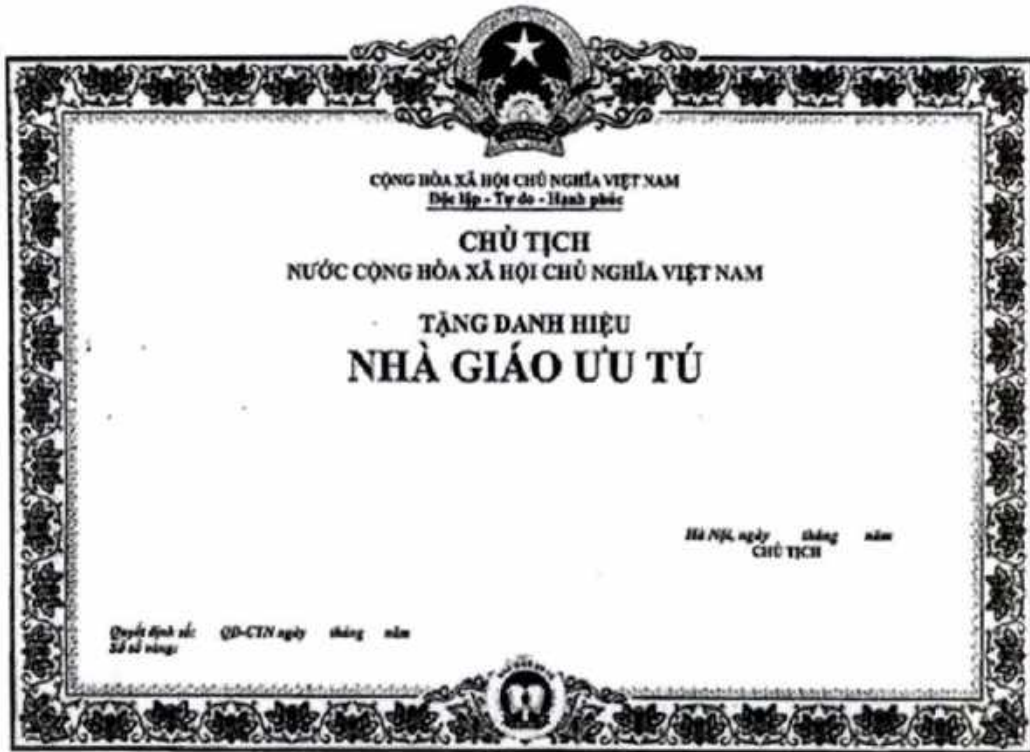 CỘNG HÒA XÃ HỘI CHỦ NGHĨA VIỆT NAM
Độc lập - Tự do - Hạnh phúc
CHỦ TỊCH
NƯỚC CỘNG HÒA XÃ HỘI CHỦ NGHĨA VIỆT NAM
TẶNG DANH HIỆU
NHÀ GIÁO ƯU TÚ
Hà Nội, ngày tháng năm
CHỦ TỊCH
Quyết định số: QĐ-CTN ngày tháng năm
Số sổ vàng: